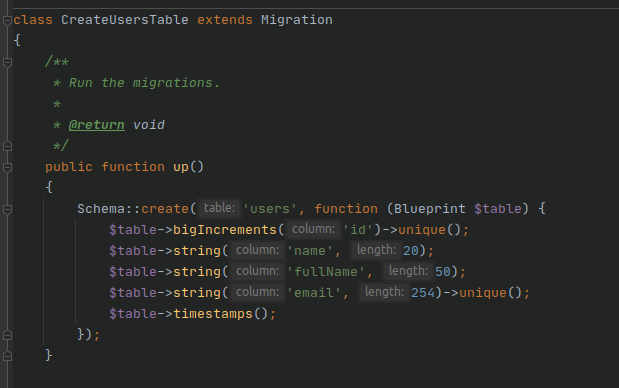 class CreateUsersTable extends Migration
{
    /**
     * Run the migrations.
     *
     * @return void
     */
    public function up()
    {
        Schema::create( table: 'users', function (Blueprint $table) {
            $table->bigIncrements( column: 'id')->unique();
            $table->string( column: 'name', length: 20);
            $table->string( column: 'fullName', length: 50);
            $table->string( column: 'email', length: 254)->unique();
            $table->timestamps();
        });
    }